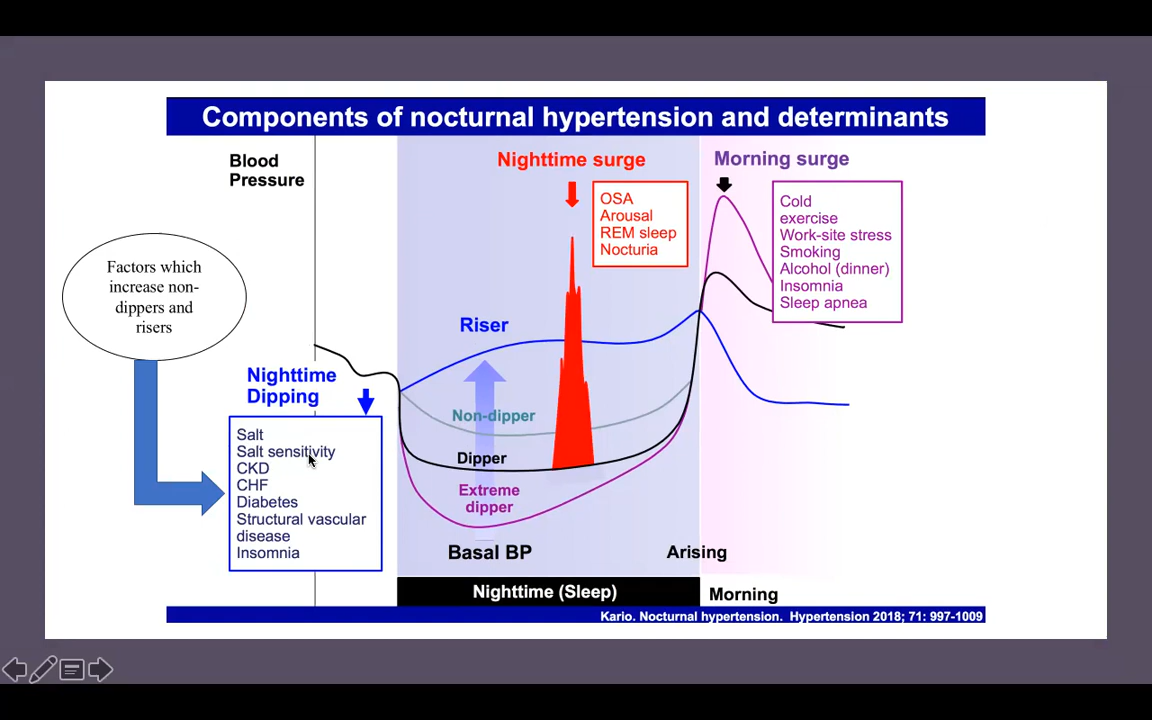 Components of nocturnal hypertension and determinants
Blood
Pressure
Nighttime surge
OSA
Arousal
REM sleep
Nocturia
Morning surge
Cold
exercise
Work-site stress
Smoking
Alcohol (dinner)
Insomnia
Sleep apnea
Factors which
increase non-
dippers and
risers
Nighttime
Dipping
Salt
Salt sensitivity
CKD
CHF
Diabetes
Structural vascular
disease
Insomnia
Riser
Non-dipper
Dipper
Extreme
dipper
Basal BP
Arising
Nighttime (Sleep)
Morning
Kario. Nocturnal hypertension. Hypertension 2018; 71: 997-1009